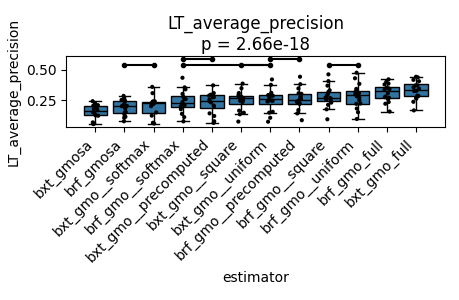 LT_average_precision
p = 2.66e-18
LT_average_precision
0.50
0.25
bxt_gmosa
brf_gmosa
bxt_gmo__softmax
brf_gmo__softmax
bxt_gmo__precomputed
bxt_gmo__square
bxt_gmo__uniform
brf_gmo__precomputed
brf_gmo__square
brf_gmo__uniform
brf_gmo_full
bxt_gmo_full
estimator